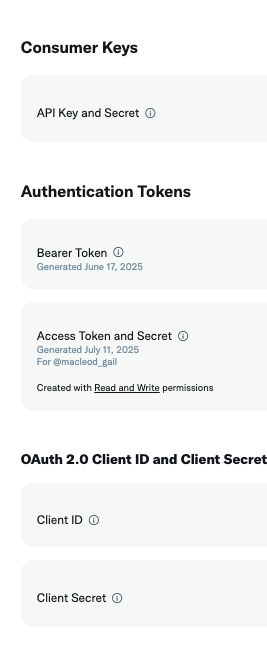 Consumer Keys
API Key and Secret
Authentication Tokens
Bearer Token
Generated June 17, 2025
Access Token and Secret
Generated July 11, 2025
For @macleod_gail
Created with Read and Write permissions
OAuth 2.0 Client ID and Client Secret
Client ID
Client Secret